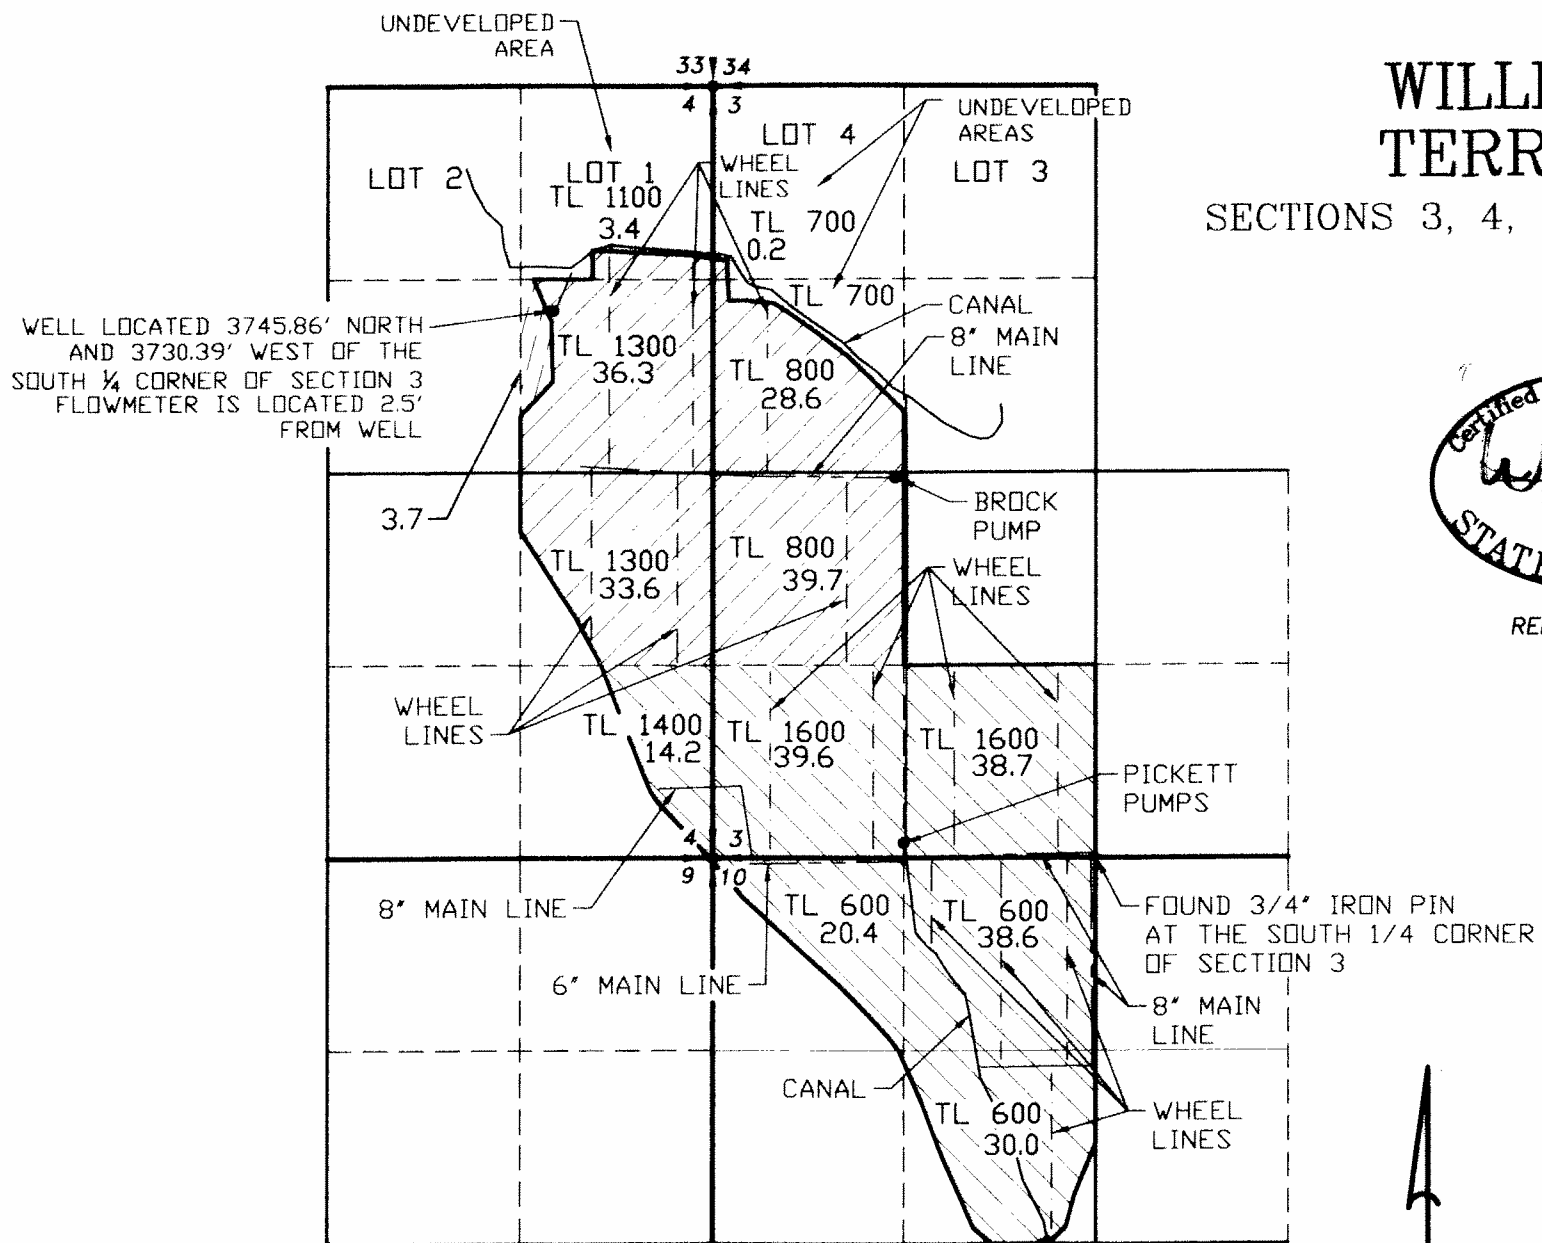 UNDEVELOPED
AREA
33 34
4 3
WILLI
TERR
SECTIONS 3, 4,
UNDEVELOPED
AREAS
LOT 4
LOT 3
LOT 2
LOT 1
TL 1100
3.4
WHEEL
LINES
TL 700
0.2
TL 700
CANAL
8" MAIN
LINE
WELL LOCATED 3745.86' NORTH
AND 3730.39' WEST OF THE
SOUTH ¼ CORNER OF SECTION 3
FLOWMETER IS LOCATED 2.5'
FROM WELL
TL 1300
36.3
TL 800
28.6
Certified
STATE
RE
3.7
BROCK
PUMP
TL 1300
33.6
TL 800
39.7
WHEEL
LINES
WHEEL
LINES
TL 1400
14.2
TL 1600
39.6
TL 1600
38.7
PICKETT
PUMPS
4 3
9 10
8" MAIN LINE
TL 600
20.4
TL 600
38.6
FOUND 3/4" IRON PIN
AT THE SOUTH 1/4 CORNER
OF SECTION 3
6" MAIN LINE
8" MAIN
LINE
CANAL
TL 600
30.0
WHEEL
LINES